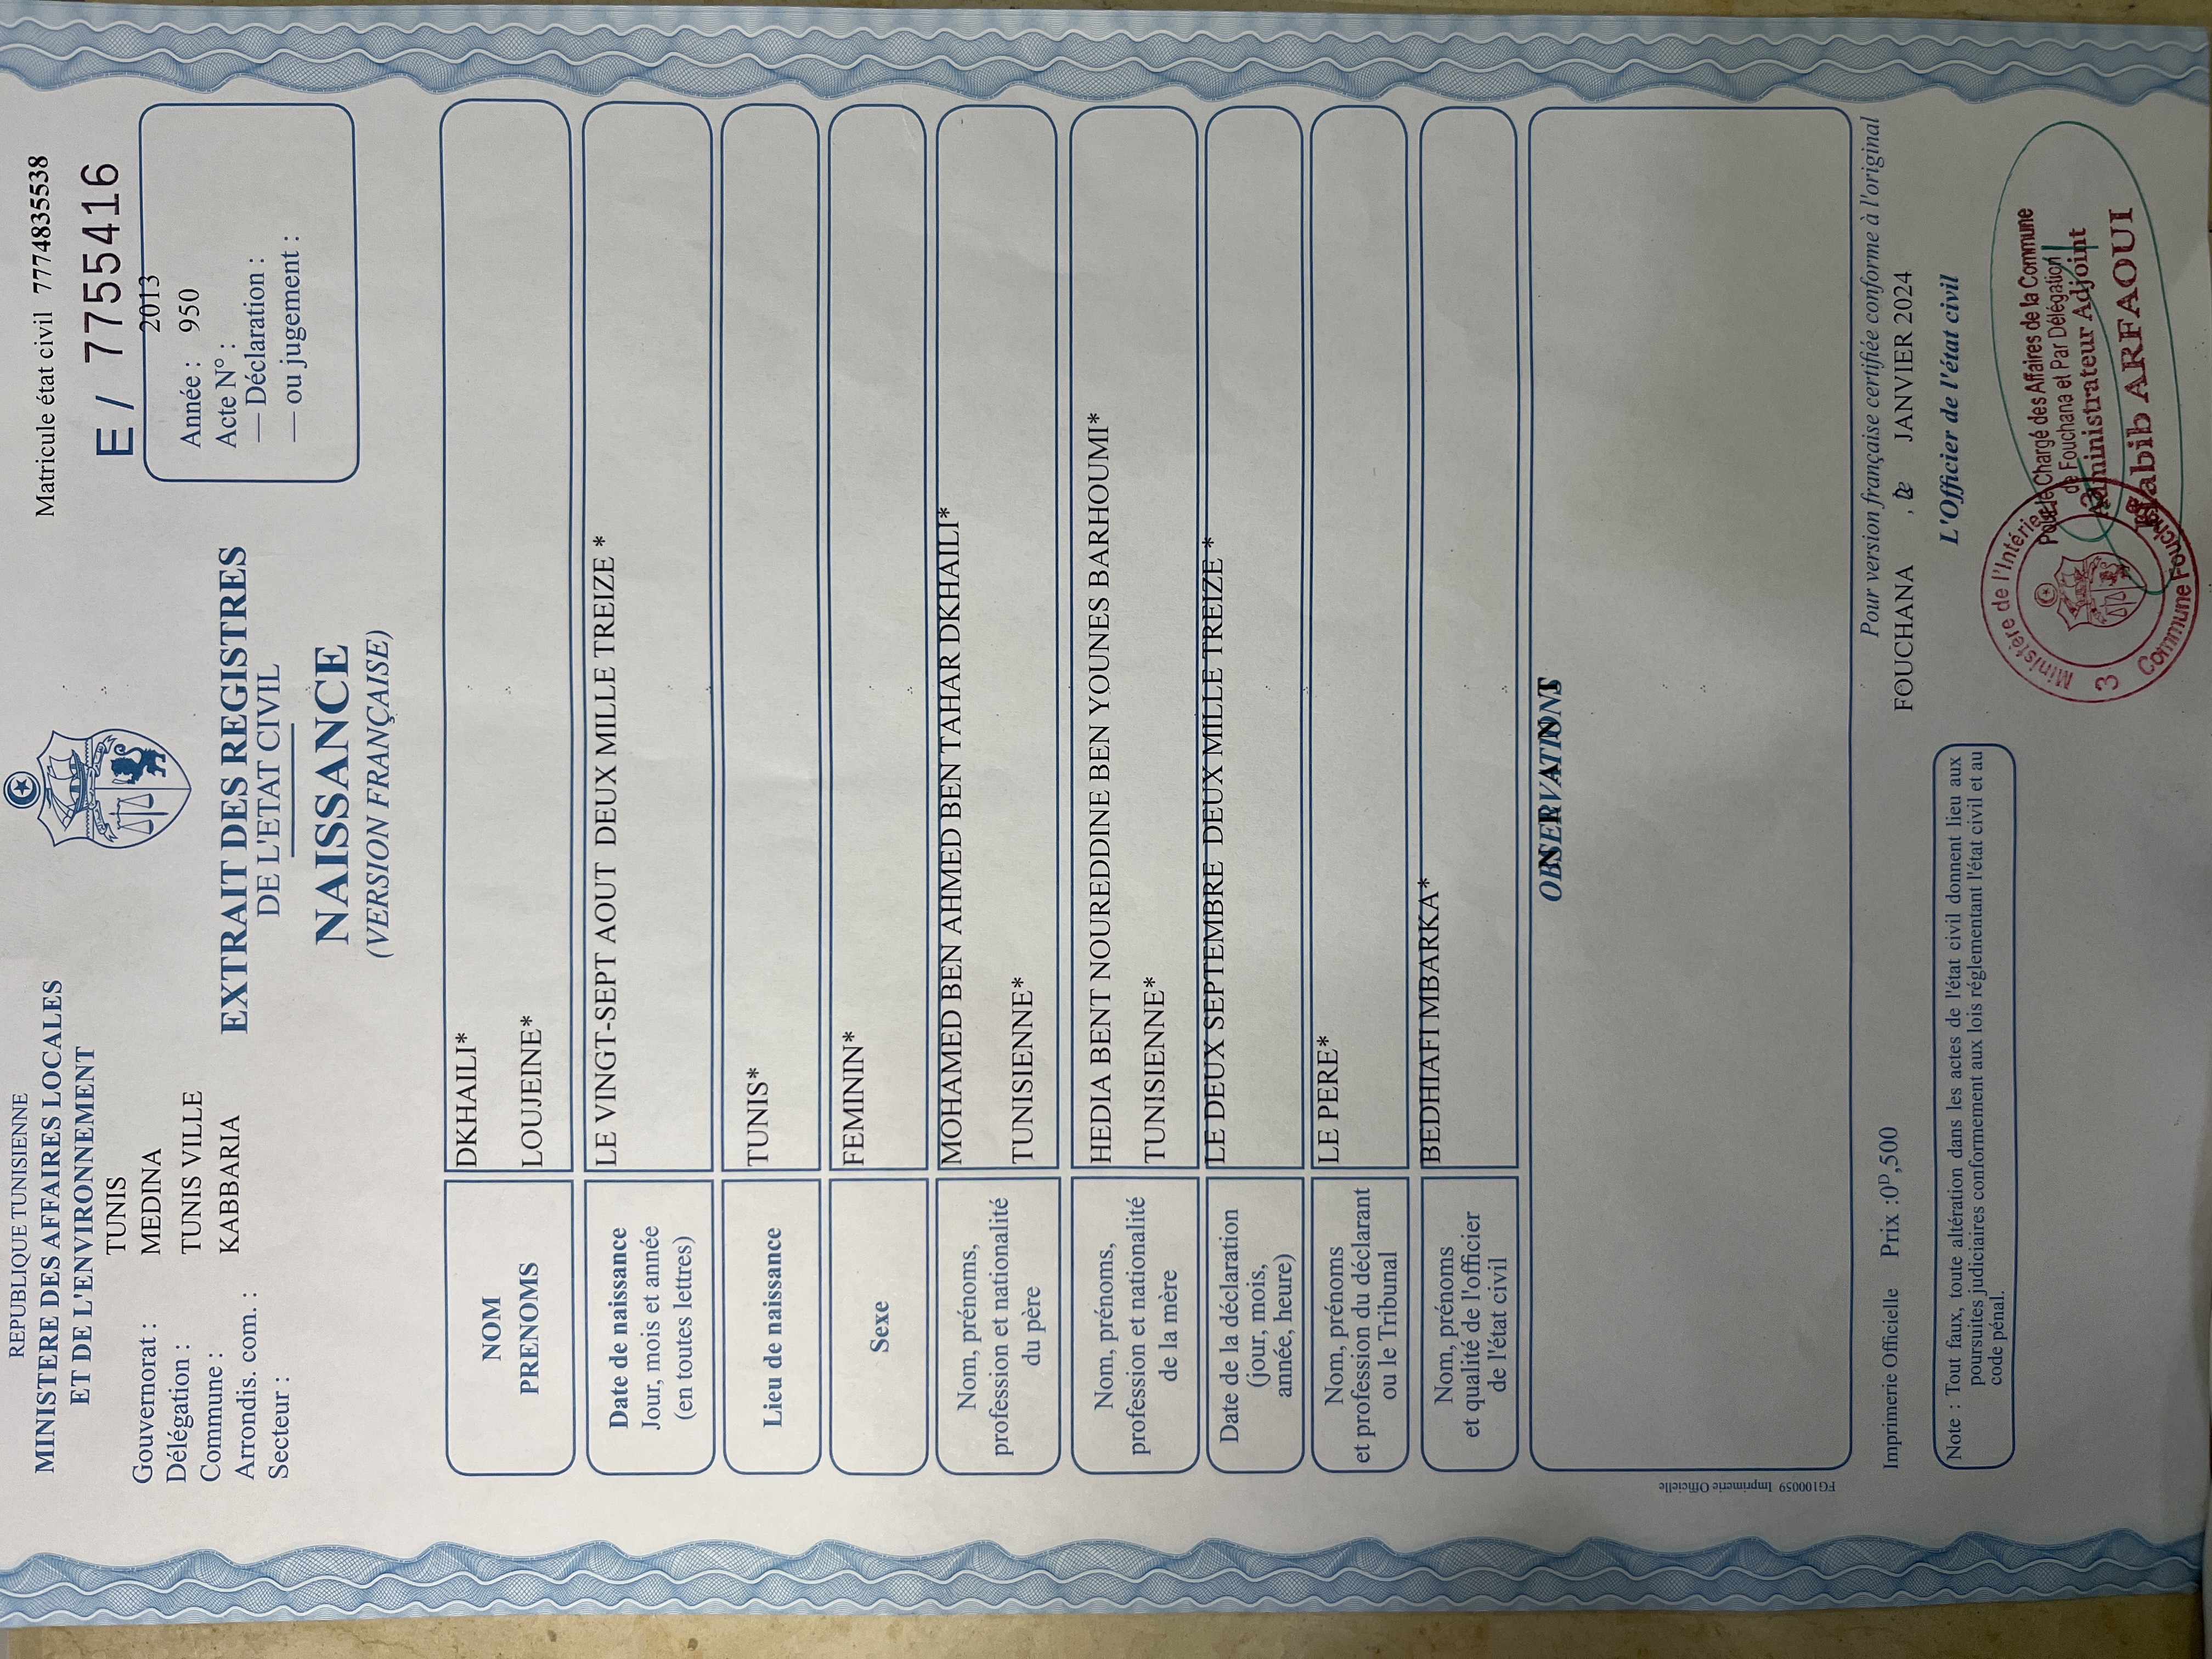 REPUBLIQUE TUNISIENNE
MINISTERE DES AFFAIRES LOCALES
ET DE L'ENVIRONNEMENT
Gouvernorat : TUNIS
Délégation : MEDINA
Commune : TUNIS VILLE
Arrondis. com. : KABBARIA
Secteur :
EXTRAIT DES REGISTRES
DE L'ETAT CIVIL
NAISSANCE
(VERSION FRANÇAISE)
Matricule état civil 7774835538
E / 7755416
Année : 2013
Acte N° : 950
— Déclaration :
— ou jugement :
NOM
DKHAILI*
PRENOMS
LOUJEINE*
Date de naissance
Jour, mois et année
(en toutes lettres)
LE VINGT-SEPT AOUT DEUX MILLE TREIZE *
Lieu de naissance
TUNIS*
Sexe
FEMININ*
Nom, prénoms,
profession et nationalité
du père
MOHAMED BEN AHMED BEN TAHAR DKHAILI*
TUNISIENNE*
Nom, prénoms,
profession et nationalité
de la mère
HEDIA BENT NOUREDDINE BEN YOUNES BARHOUMI*
TUNISIENNE*
Date de la déclaration
(jour, mois,
année, heure)
LE DEUX SEPTEMBRE DEUX MILLE TREIZE *
Nom, prénoms
et profession du déclarant
ou le Tribunal
LE PERE*
Nom, prénoms
et qualité de l'officier
de l'état civil
BEDHIAFI MBARKA*
OBSERVATIONS
FG100059 Imprimerie Officielle
Imprimerie Officielle Prix :0ᴰ,500
Pour version française certifiée conforme à l'original
FOUCHANA , le JANVIER 2024
L'Officier de l'état civil
Note : Tout faux, toute altération dans les actes de l'état civil donnent lieu aux
poursuites judiciaires conformement aux lois réglementant l'état civil et au
code pénal.
Chargé des Affaires de la Commune
de Fouchana et Par Délégation
Administrateur Adjoint
Habib ARFAOUI
Ministère de l'Intérieur
Commune Fouchana
3